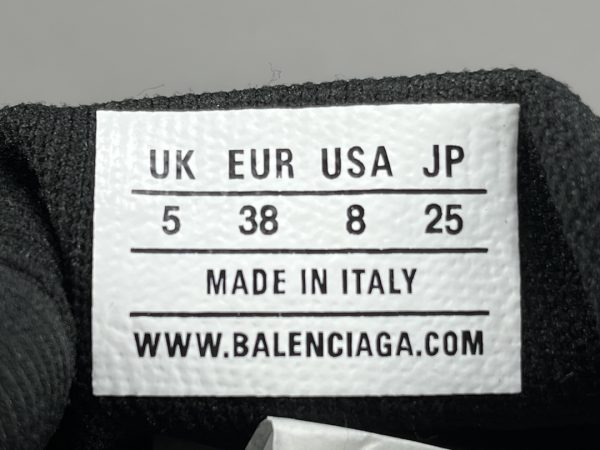 UK EUR USA JP
5 38 8 25
MADE IN ITALY
WWW.BALENCIAGA.COM